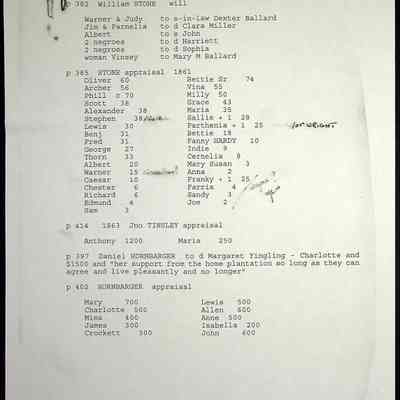 p 382 William STONE will
Warner & Judy to s-in-law Dexter Ballard
Jim & Parnelia to d Clara Miller
Albert to s John
2 negroes to d Harriett
2 negroes to d Sophia
woman Vinsey to Mary M Ballard
p 385 STONE appraisal 1861
Oliver 60 Bettie Sr 74
Archer 56 Vina 55
Phill c 70 Milly 50
Scott 38 Grace 43
Alexander 38 Maria 35
Stephen 38 Sallie + 1 28
Lewis 30 Parthenia + 1 25
Benj 31 Bettie 18
Fred 31 Fanny HARDY 10
George 27 Indie 9
Thorn 33 Cornelia 8
Albert 20 Mary Susan 3
Warner 15 Anna 2
Caesar 10 Franky + 1 25
Chester 6 Farria 4
Richard 6 Sandy 3
Edmund 4 Joe 2
Sam 3
p 414 1863 Jno TINSLEY appraisal
Anthony 1200 Maria 250
p 397 Daniel HORNBARGER to d Margaret Yingling - Charlotte and
$1500 and "her support from the home plantation so long as they can
agree and live pleasantly and no longer"
p 402 HORNBARGER appraisal
Mary 700 Lewis 500
Charlotte 500 Allen 600
Mima 400 Anne 500
James 300 Isabella 200
Crockett 300 John 600